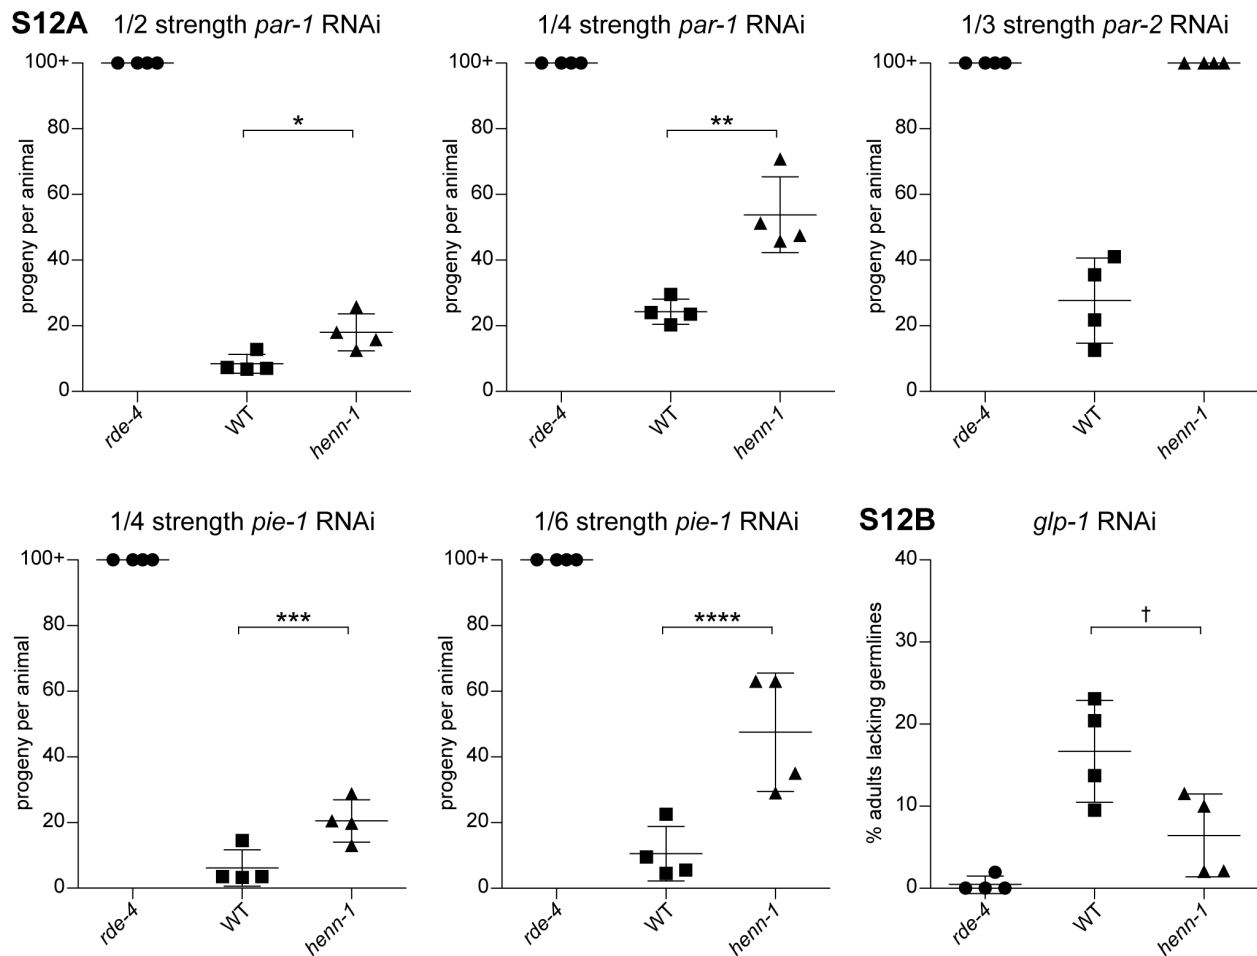 S12A
1/2 strength par-1 RNAi
progeny per animal
100+
80
60
40
20
0
*
rde-4
WT
henn-1
1/4 strength par-1 RNAi
progeny per animal
100+
80
60
40
20
0
**
rde-4
WT
henn-1
1/3 strength par-2 RNAi
progeny per animal
100+
80
60
40
20
0
rde-4
WT
henn-1
1/4 strength pie-1 RNAi
progeny per animal
100+
80
60
40
20
0
***
rde-4
WT
henn-1
1/6 strength pie-1 RNAi
progeny per animal
100+
80
60
40
20
0
****
rde-4
WT
henn-1
S12B
glp-1 RNAi
% adults lacking germlines
40
30
20
10
0
†
rde-4
WT
henn-1